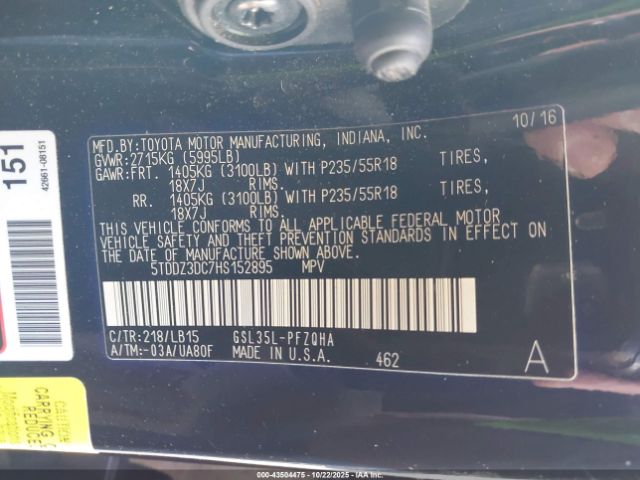 10/16
MFD.BY:TOYOTA MOTOR MANUFACTURING, INDIANA, INC.
GVWR:2715KG (5995LB)
GAWR:FRT. 1405KG (3100LB) WITH P235/55R18 TIRES,
18X7J RIMS.
RR. 1405KG (3100LB) WITH P235/55R18 TIRES,
18X7J RIMS.
THIS VEHICLE CONFORMS TO ALL APPLICABLE FEDERAL MOTOR
VEHICLE SAFETY AND THEFT PREVENTION STANDARDS IN EFFECT ON
THE DATE OF MANUFACTURE SHOWN ABOVE.
5TDDZ3DC7HS152895 MPV
C/TR:218/LB15 GSL35L-PFZQHA
A/TM:-03A/UA80F MADE IN U.S.A. 462 A
151
42661-08151
CARRYING
REDUCE
© 43504475 - 10/22/2025 - IAAI.COM